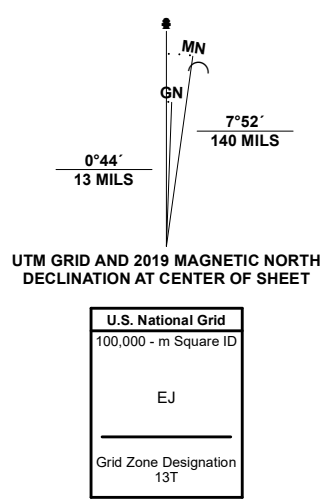 MN
GN
7°52´
140 MILS
0°44´
13 MILS
UTM GRID AND 2019 MAGNETIC NORTH
DECLINATION AT CENTER OF SHEET
U.S. National Grid
100,000 - m Square ID
EJ
Grid Zone Designation
13T